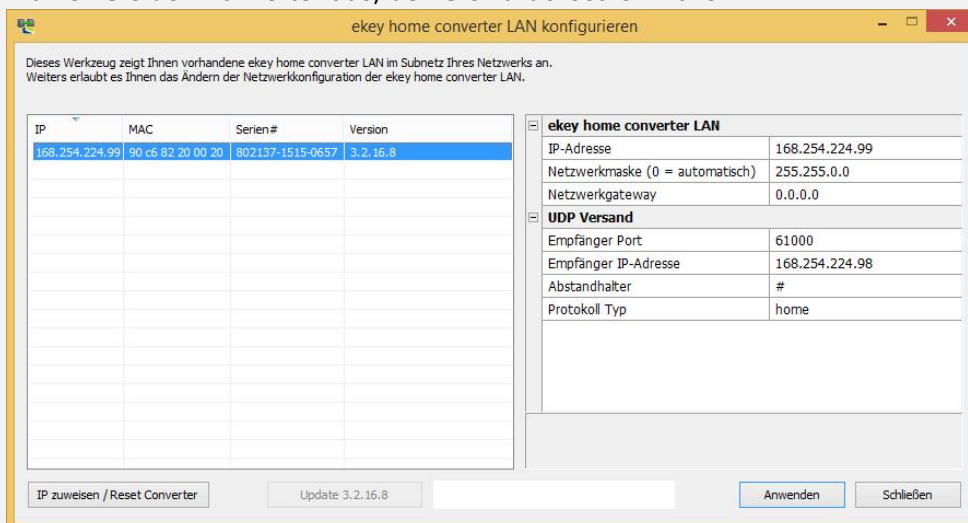 ekey home converter LAN konfigurieren
Dieses Werkzeug zeigt Ihnen vorhandene ekey home converter LAN im Subnetz Ihres Netzwerks an.
Weiters erlaubt es Ihnen das Ändern der Netzwerkkonfiguration der ekey home converter LAN.
IP MAC Serien# Version
168.254.224.99 90 c6 82 20 00 20 802137-1515-0657 3.2.16.8
ekey home converter LAN
IP-Adresse 168.254.224.99
Netzwerkmaske (0 = automatisch) 255.255.0.0
Netzwerkgateway 0.0.0.0
UDP Versand
Empfänger Port 61000
Empfänger IP-Adresse 168.254.224.98
Abstandhalter #
Protokoll Typ home
IP zuweisen / Reset Converter Update 3.2.16.8 Anwenden Schließen